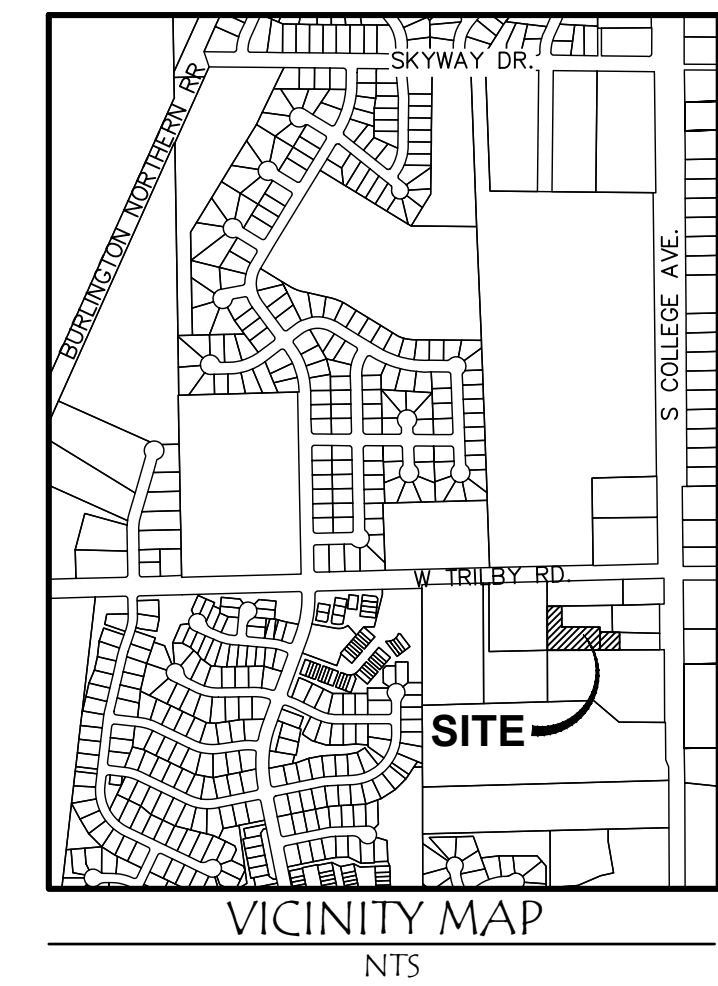 SKYWAY DR.
BURLINGTON NORTHERN RR
S COLLEGE AVE.
W TRILBY RD.
SITE
VICINITY MAP
NTS